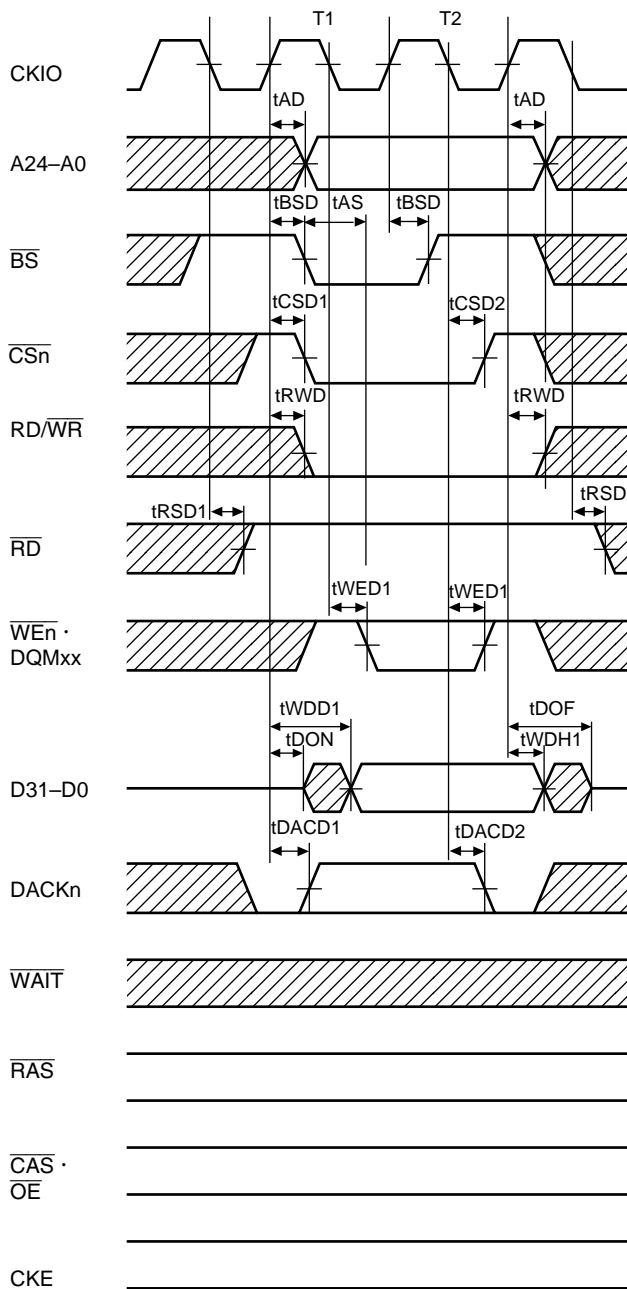 T1 T2
CKIO
tAD tAD
A24–A0
tBSD tAS tBSD
BS
tCSD1 tCSD2
CSn
tRWD tRWD
RD/WR
tRSD1 tRSD
RD
tWED1 tWED1
WEn ·
DQMxx
tWDD1 tDOF
tDON tWDH1
D31–D0
tDACD1 tDACD2
DACKn
WAIT
RAS
CAS ·
OE
CKE